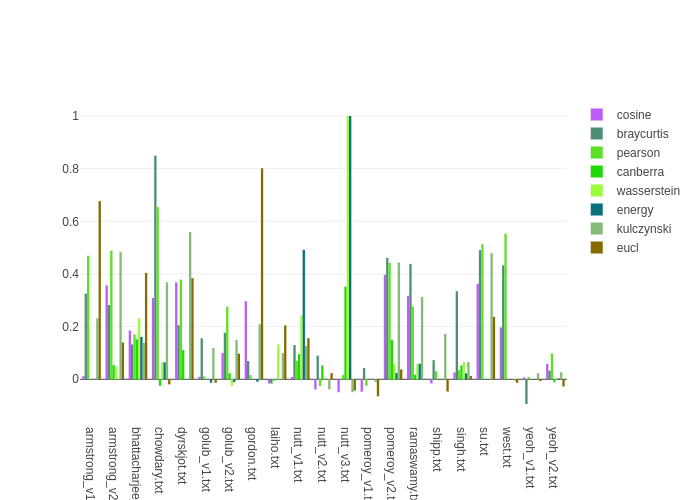 1
0.8
0.6
0.4
0.2
0
cosine
braycurtis
pearson
canberra
wasserstein
energy
kulczynski
eucl
armstrong_v1
armstrong_v2
bhattacharjee
chowdary.txt
dyrskjot.txt
golub_v1.txt
golub_v2.txt
gordon.txt
laiho.txt
nutt_v1.txt
nutt_v2.txt
nutt_v3.txt
pomeroy_v1.t
pomeroy_v2.t
ramaswamy.t
shipp.txt
singh.txt
su.txt
west.txt
yeoh_v1.txt
yeoh_v2.txt